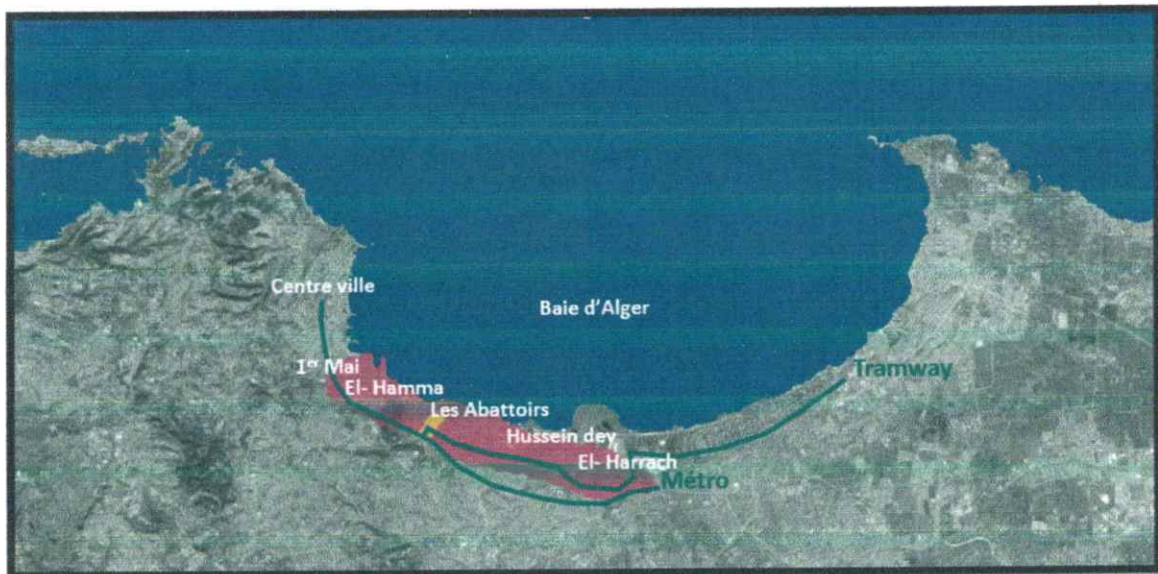 Centre ville
Baie d'Alger
1er Mai
El- Hamma
Tramway
Les Abattoirs
Hussein dey
El- Harrach
Métro